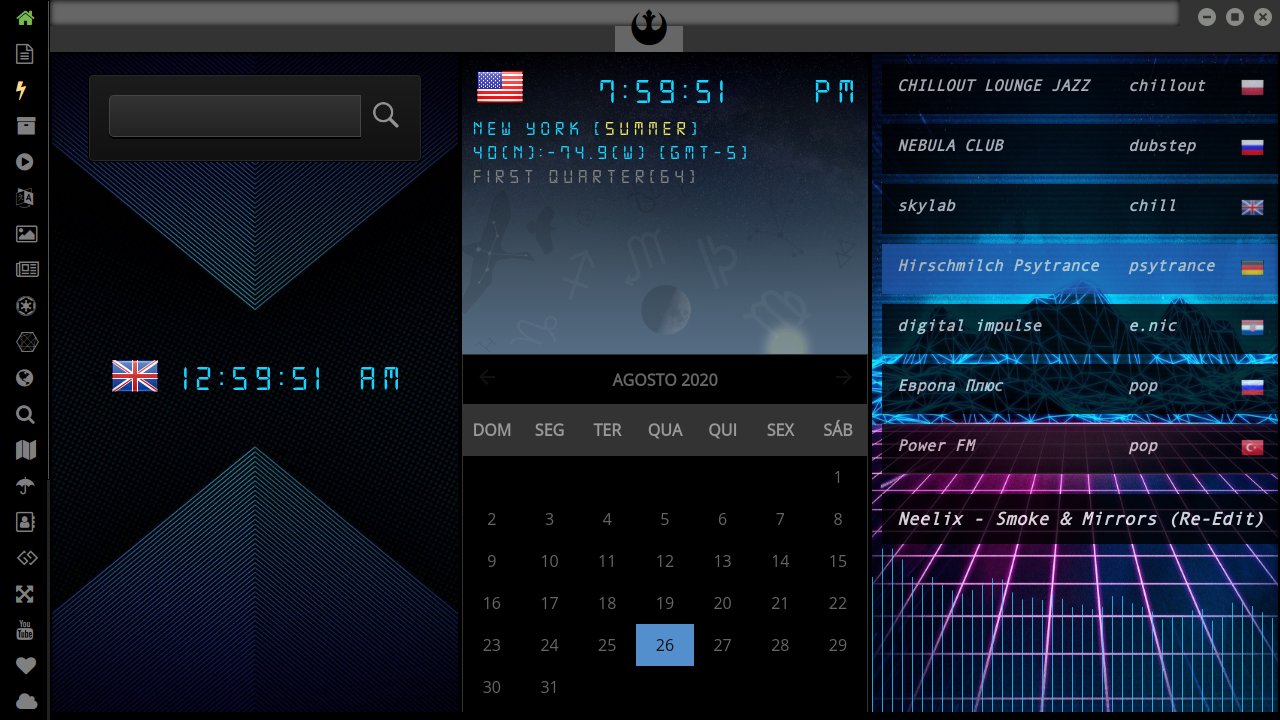 12:59:51 AM
7:59:51 PM
NEW YORK (SUMMER)
40(N):-74.9(W) (GMT-5)
FIRST QUARTER(64)
AGOSTO 2020
DOM SEG TER QUA QUI SEX SÁB
1
2 3 4 5 6 7 8
9 10 11 12 13 14 15
16 17 18 19 20 21 22
23 24 25 26 27 28 29
30 31
CHILLOUT LOUNGE JAZZ chillout
NEBULA CLUB dubstep
skylab chill
Hirschmilch Psytrance psytrance
digital impulse e.nic
Европа Плюс pop
Power FM pop
Neelix - Smoke & Mirrors (Re-Edit)
You
Tube